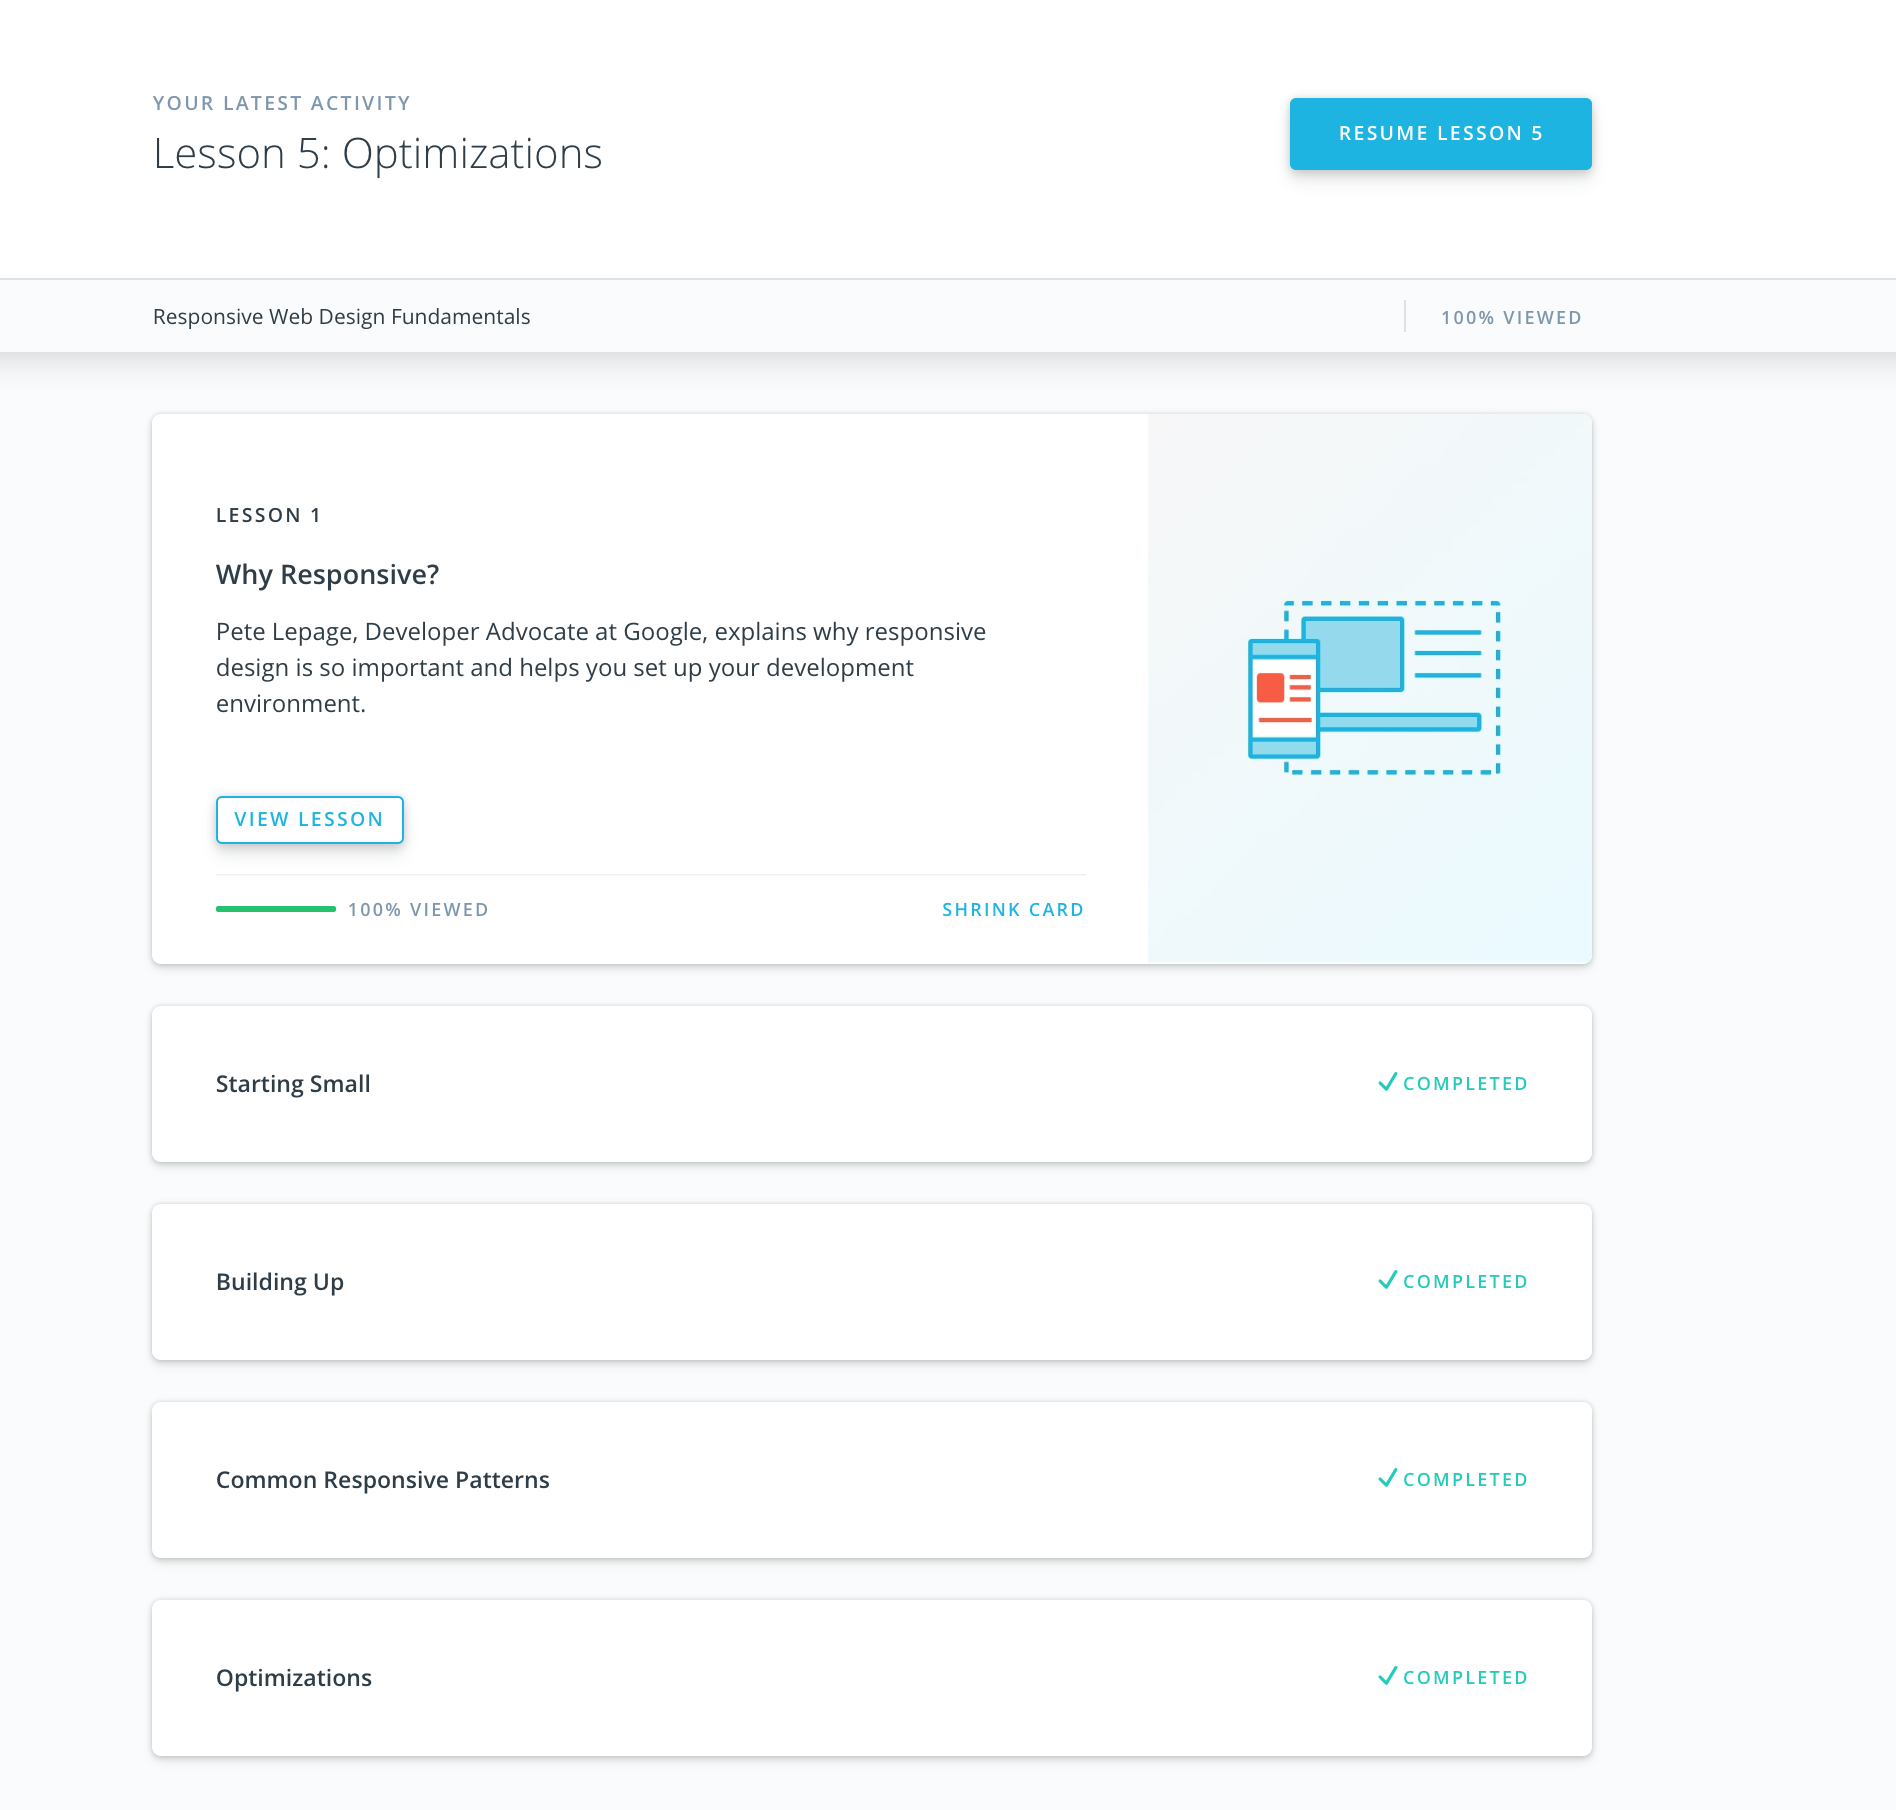 YOUR LATEST ACTIVITY
Lesson 5: Optimizations
RESUME LESSON 5
Responsive Web Design Fundamentals
100% VIEWED
LESSON 1
Why Responsive?
Pete Lepage, Developer Advocate at Google, explains why responsive
design is so important and helps you set up your development
environment.
VIEW LESSON
100% VIEWED
SHRINK CARD
Starting Small
COMPLETED
Building Up
COMPLETED
Common Responsive Patterns
COMPLETED
Optimizations
COMPLETED